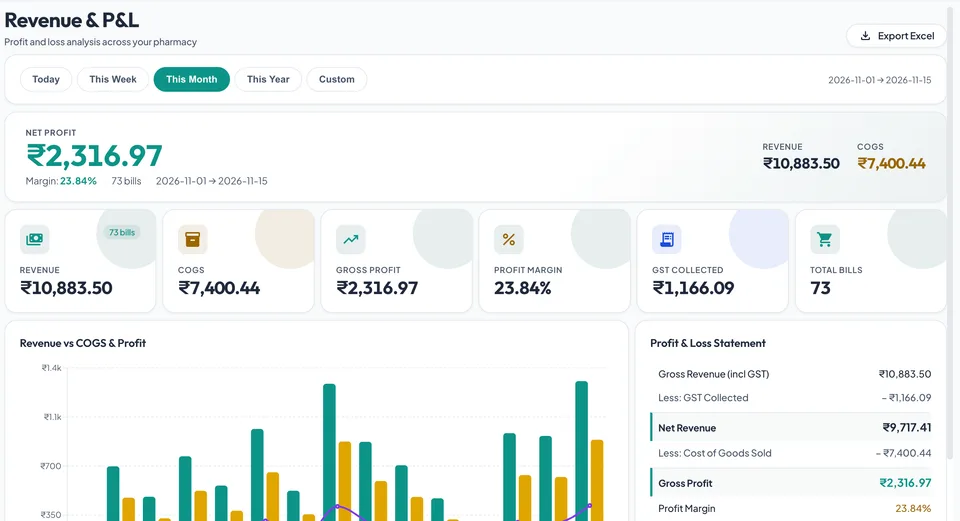 Revenue & P&L
Profit and loss analysis across your pharmacy
Export Excel
Today This Week This Month This Year Custom
2026-11-01 → 2026-11-15
NET PROFIT
₹2,316.97
Margin: 23.84% 73 bills 2026-11-01 → 2026-11-15
REVENUE COGS
₹10,883.50 ₹7,400.44
73 bills
REVENUE
₹10,883.50
COGS
₹7,400.44
GROSS PROFIT
₹2,316.97
PROFIT MARGIN
23.84%
GST COLLECTED
₹1,166.09
TOTAL BILLS
73
Revenue vs COGS & Profit
₹1.4k
₹1.1k
₹700
₹350
Profit & Loss Statement
Gross Revenue (incl GST) ₹10,883.50
Less: GST Collected – ₹1,166.09
Net Revenue ₹9,717.41
Less: Cost of Goods Sold – ₹7,400.44
Gross Profit ₹2,316.97
Profit Margin 23.84%